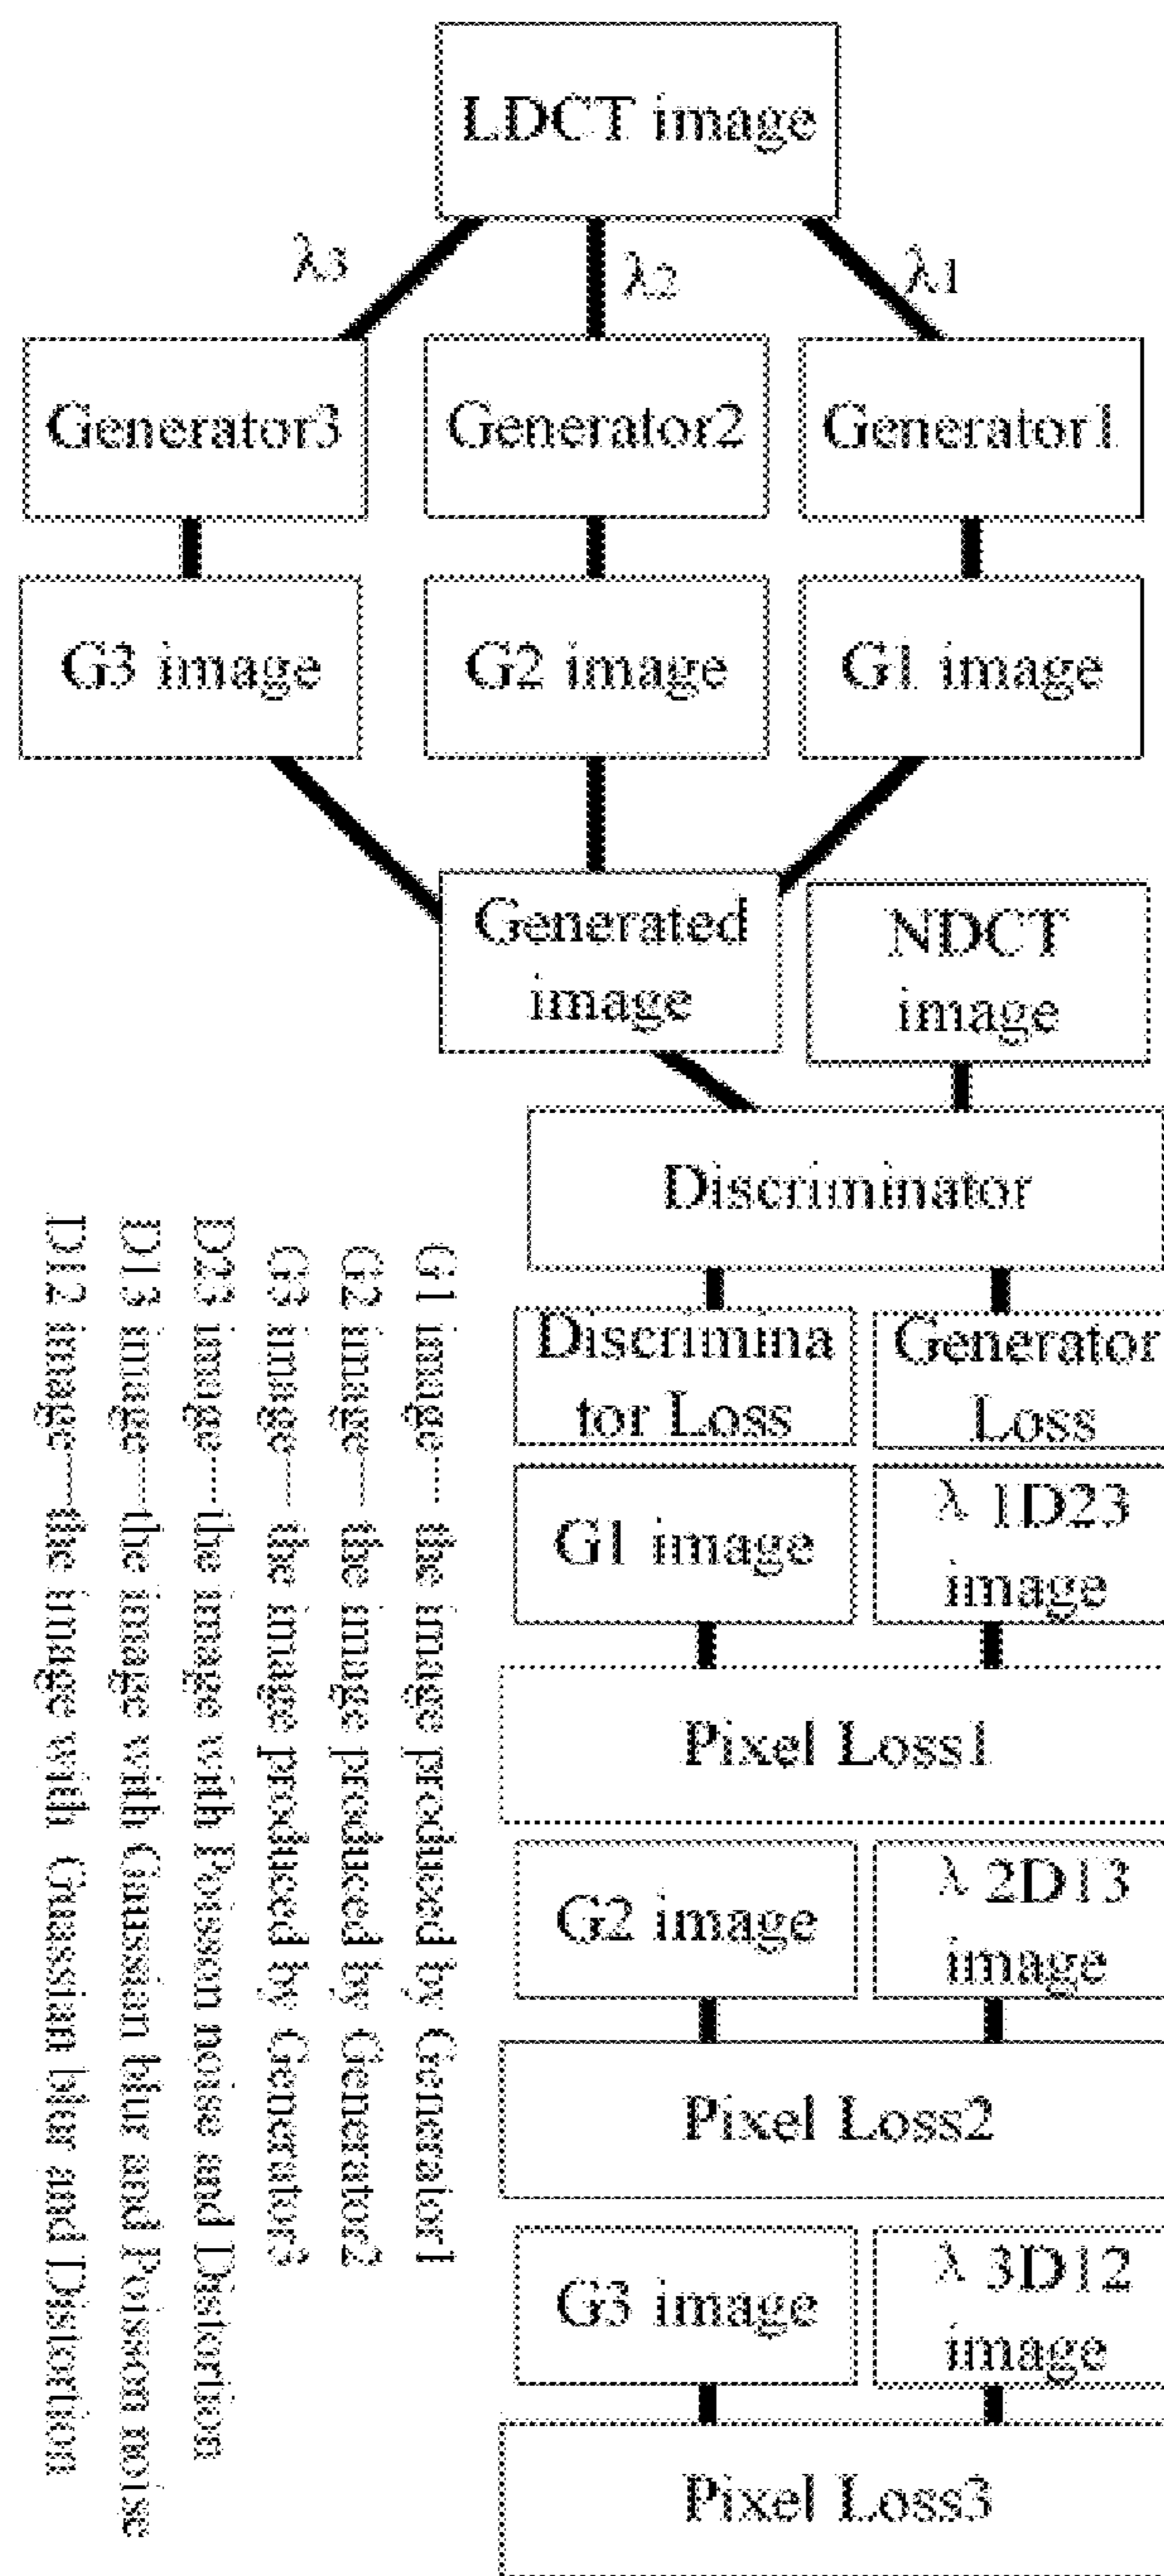 LDCT image
λ3
λ2
λ1
Generator3
Generator2
Generator1
G3 image
G2 image
G1 image
Generated
image
NDCT
image
Discriminator
Discrimina
tor Loss
Generator
Loss
G1 image
λ 1D23
image
Pixel Loss1
G2 image
λ 2D13
image
Pixel Loss2
G3 image
λ 3D12
image
Pixel Loss3
G1 image---- the image produced by Generator1
G2 image---- the image produced by Generator2
G3 image---- the image produced by Generator3
D23 image----the image with Poisson noise and Distortion
D13 image----the image with Gaussian blur and Poisson noise
D12 image----the image with Guassian blur and Distortion